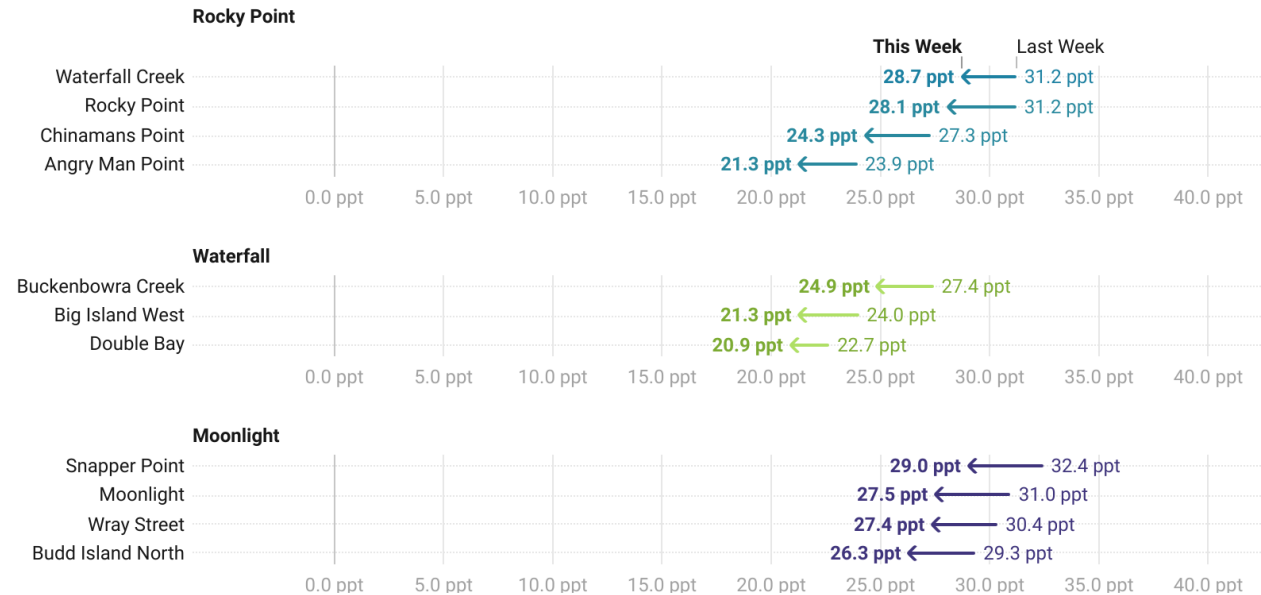 Rocky Point
This Week Last Week
Waterfall Creek 28.7 ppt 31.2 ppt
Rocky Point 28.1 ppt 31.2 ppt
Chinamans Point 24.3 ppt 27.3 ppt
Angry Man Point 21.3 ppt 23.9 ppt
0.0 ppt 5.0 ppt 10.0 ppt 15.0 ppt 20.0 ppt 25.0 ppt 30.0 ppt 35.0 ppt 40.0 ppt
Waterfall
Buckenbowra Creek 24.9 ppt 27.4 ppt
Big Island West 21.3 ppt 24.0 ppt
Double Bay 20.9 ppt 22.7 ppt
0.0 ppt 5.0 ppt 10.0 ppt 15.0 ppt 20.0 ppt 25.0 ppt 30.0 ppt 35.0 ppt 40.0 ppt
Moonlight
Snapper Point 29.0 ppt 32.4 ppt
Moonlight 27.5 ppt 31.0 ppt
Wray Street 27.4 ppt 30.4 ppt
Budd Island North 26.3 ppt 29.3 ppt
0.0 ppt 5.0 ppt 10.0 ppt 15.0 ppt 20.0 ppt 25.0 ppt 30.0 ppt 35.0 ppt 40.0 ppt